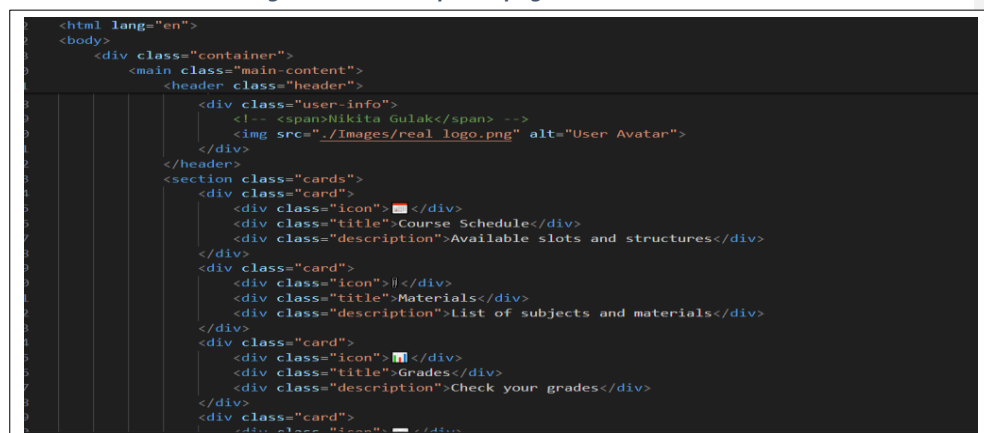 <html lang="en">
<body>
<div class="container">
<main class="main-content">
<header class="header">
<div class="user-info">
<!-- <span>Nikita Gulak</span> -->
<img src="./Images/real logo.png" alt="User Avatar">
</div>
</header>
<section class="cards">
<div class="card">
<div class="icon">📅</div>
<div class="title">Course Schedule</div>
<div class="description">Available slots and structures</div>
</div>
<div class="card">
<div class="icon"></div>
<div class="title">Materials</div>
<div class="description">List of subjects and materials</div>
</div>
<div class="card">
<div class="icon">📊</div>
<div class="title">Grades</div>
<div class="description">Check your grades</div>
</div>
<div class="card">
<div class="icon"></div>